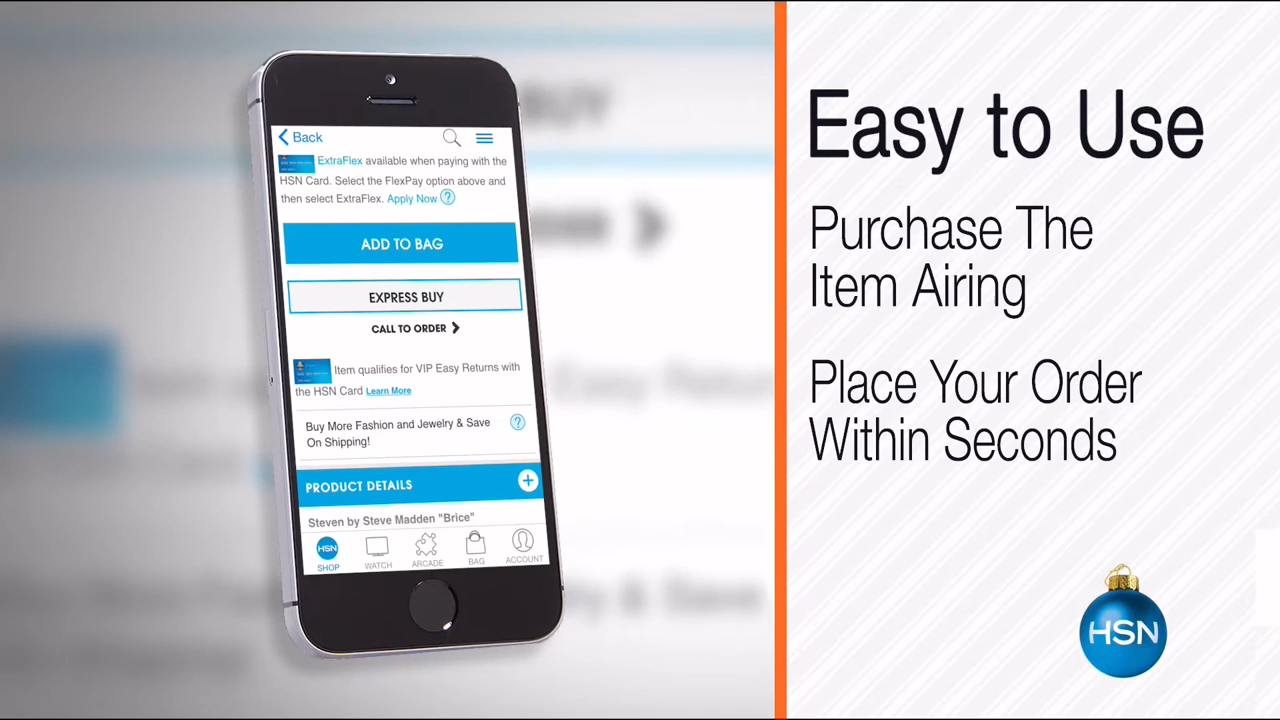 Back
ExtraFlex available when paying with the
HSN Card. Select the FlexPay option above and
then select ExtraFlex. Apply Now ?
ADD TO BAG
EXPRESS BUY
CALL TO ORDER
Item qualifies for VIP Easy Returns with
the HSN Card Learn More
Buy More Fashion and Jewelry & Save ?
On Shipping!
PRODUCT DETAILS +
Steven by Steve Madden "Brice"
HSN
SHOP WATCH ARCADE BAG ACCOUNT
Easy to Use
Purchase The
Item Airing
Place Your Order
Within Seconds
HSN